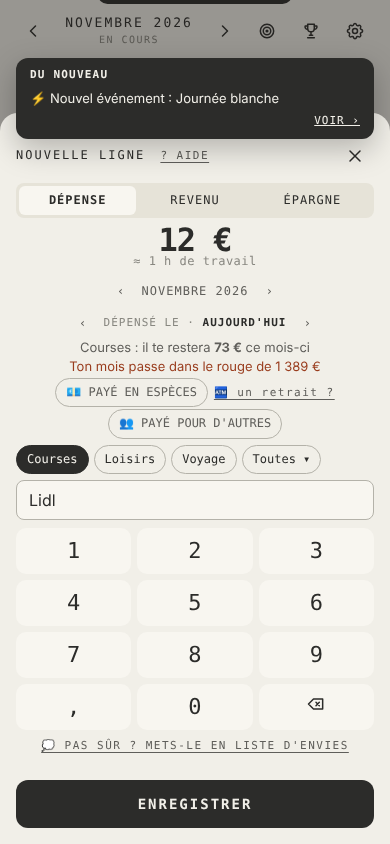 NOVEMBRE 2026
EN COURS
DU NOUVEAU
⚡ Nouvel événement : Journée blanche
VOIR ›
NOUVELLE LIGNE ? AIDE
DÉPENSE REVENU ÉPARGNE
12 €
≈ 1 h de travail
‹ NOVEMBRE 2026 ›
‹ DÉPENSÉ LE · AUJOURD'HUI ›
Courses : il te restera 73 € ce mois-ci
Ton mois passe dans le rouge de 1 389 €
💶 PAYÉ EN ESPÈCES 🏧 un retrait ?
👥 PAYÉ POUR D'AUTRES
Courses Loisirs Voyage Toutes ▾
Lidl
1 2 3
4 5 6
7 8 9
, 0
💭 PAS SÛR ? METS-LE EN LISTE D'ENVIES
ENREGISTRER